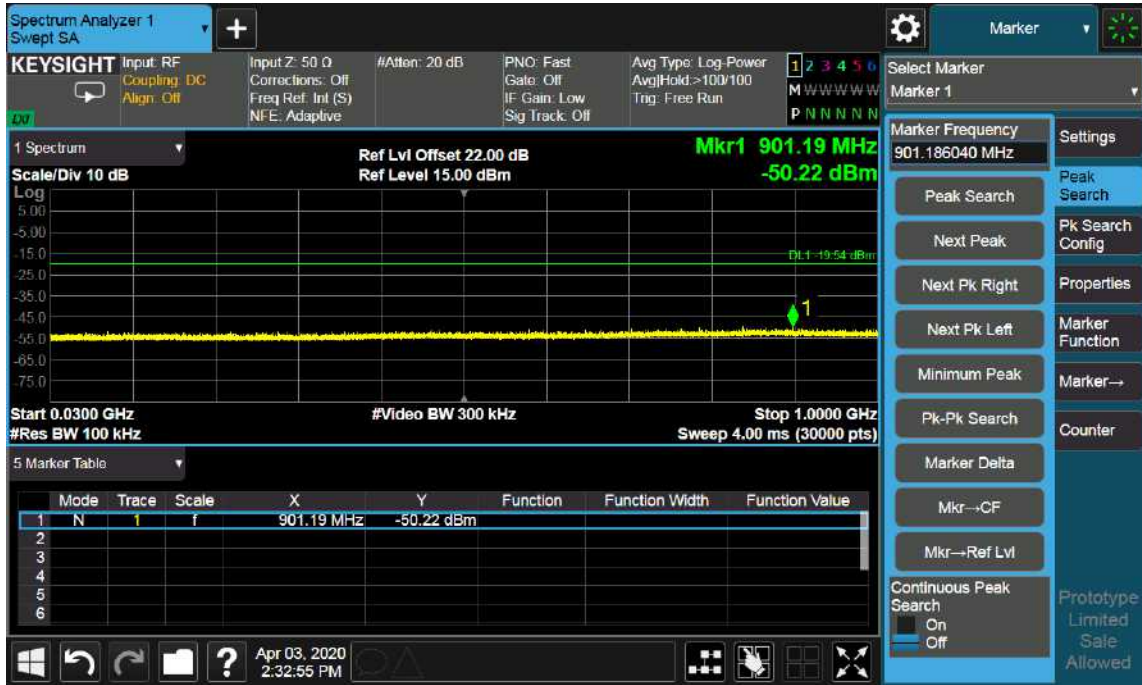 Spectrum Analyzer 1
Swept SA
+
Marker
KEYSIGHT
Input: RF
Coupling: DC
Align: Off
Input Z: 50 Ω
Corrections: Off
Freq Ref: Int (S)
NFE: Adaptive
#Atten: 20 dB
PNO: Fast
Gate: Off
IF Gain: Low
Sig Track: Off
Avg Type: Log-Power
Avg|Hold:>100/100
Trig: Free Run
1 2 3 4 5 6
M W W W W W
P N N N N N
LXI
Select Marker
Marker 1
1 Spectrum
Scale/Div 10 dB
Ref Lvl Offset 22.00 dB
Ref Level 15.00 dBm
Mkr1 901.19 MHz
-50.22 dBm
Log
5.00
-5.00
-15.0
-25.0
-35.0
-45.0
-55.0
-65.0
-75.0
DL1 -19.54 dBm
1
Start 0.0300 GHz
#Res BW 100 kHz
#Video BW 300 kHz
Stop 1.0000 GHz
Sweep 4.00 ms (30000 pts)
5 Marker Table
Mode Trace Scale X Y Function Function Width Function Value
1 N 1 f 901.19 MHz -50.22 dBm
2
3
4
5
6
Marker Frequency
901.186040 MHz
Peak Search
Next Peak
Next Pk Right
Next Pk Left
Minimum Peak
Pk-Pk Search
Marker Delta
Mkr→CF
Mkr→Ref Lvl
Continuous Peak
Search
On
Off
Settings
Peak
Search
Pk Search
Config
Properties
Marker
Function
Marker→
Counter
Prototype
Limited
Sale
Allowed
?
Apr 03, 2020
2:32:55 PM